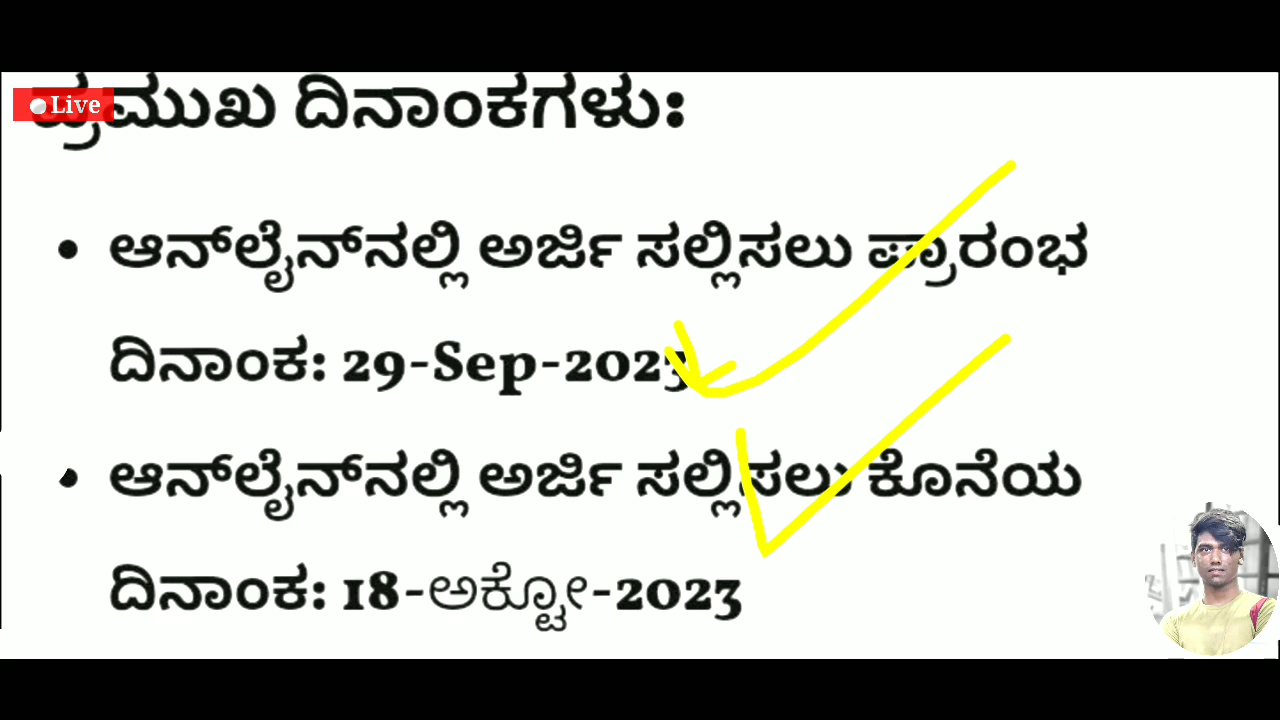 Live
ಪ್ರಮುಖ ದಿನಾಂಕಗಳು:
ಆನ್‌ಲೈನ್‌ನಲ್ಲಿ ಅರ್ಜಿ ಸಲ್ಲಿಸಲು ಪ್ರಾರಂಭ
ದಿನಾಂಕ: 29-Sep-2023
ಆನ್‌ಲೈನ್‌ನಲ್ಲಿ ಅರ್ಜಿ ಸಲ್ಲಿಸಲು ಕೊನೆಯ
ದಿನಾಂಕ: 18-ಅಕ್ಟೋ-2023